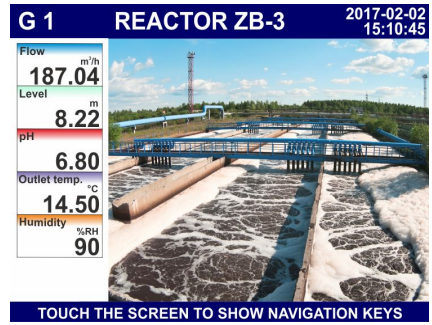 G 1 REACTOR ZB-3 2017-02-02
15:10:45
Flow
m³/h
187.04
Level
m
8.22
pH
6.80
Outlet temp.
°C
14.50
Humidity
%RH
90
TOUCH THE SCREEN TO SHOW NAVIGATION KEYS